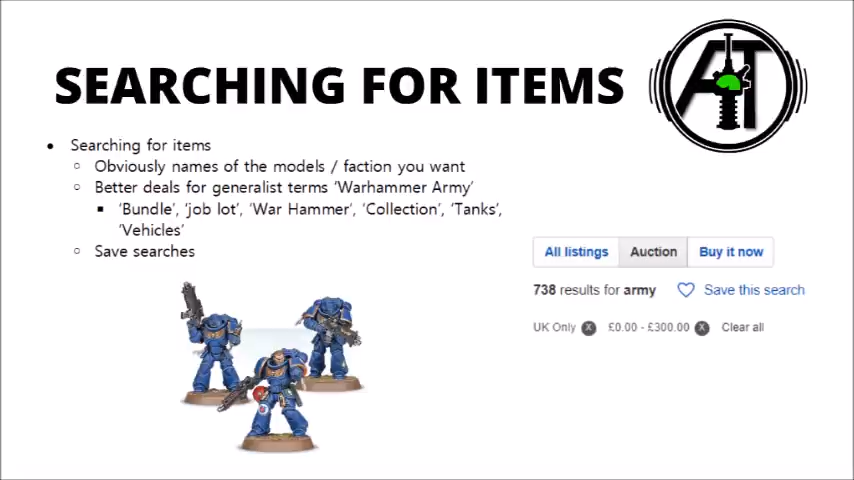 SEARCHING FOR ITEMS
AT
• Searching for items
○ Obviously names of the models / faction you want
○ Better deals for generalist terms 'Warhammer Army'
▪ 'Bundle', 'job lot', 'War Hammer', 'Collection', 'Tanks',
'Vehicles'
○ Save searches
All listings Auction Buy it now
738 results for army Save this search
UK Only X £0.00 - £300.00 X Clear all